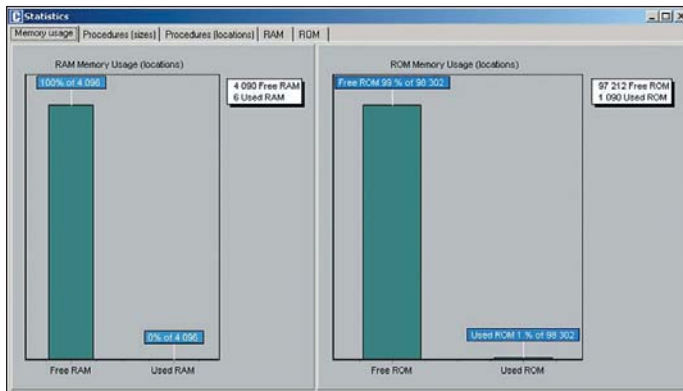 Statistics
Memory usage Procedures (sizes) Procedures (locations) RAM ROM
RAM Memory Usage (locations)
100% of 4 096
4 090 Free RAM
6 Used RAM
0% of 4 096
Free RAM Used RAM
ROM Memory Usage (locations)
Free ROM 99 % of 98 302
97 212 Free ROM
1 090 Used ROM
Used ROM 1 % of 98 302
Free ROM Used ROM